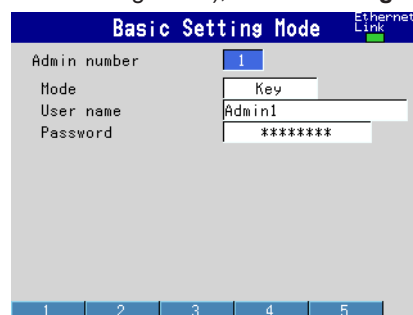 Basic Setting Mode
Ethernet
Link
Admin number 1
Mode Key
User name Admin1
Password ********
1 2 3 4 5